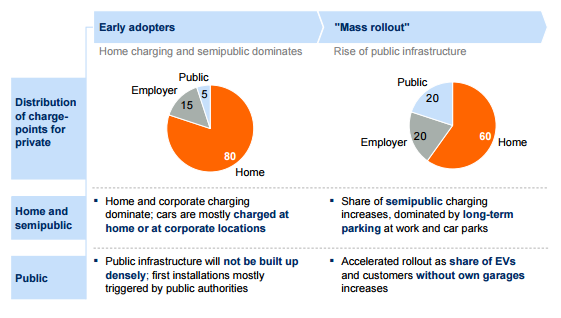 Early adopters
"Mass rollout"
Home charging and semipublic dominates
Rise of public infrastructure
Distribution
of charge-
points for
private
Public
Employer
5
15
80
Home
Public
20
Employer
20
60
Home
Home and
semipublic
▪ Home and corporate charging
dominate; cars are mostly charged at
home or at corporate locations
▪ Share of semipublic charging
increases, dominated by long-term
parking at work and car parks
Public
▪ Public infrastructure will not be built up
densely; first installations mostly
triggered by public authorities
▪ Accelerated rollout as share of EVs
and customers without own garages
increases